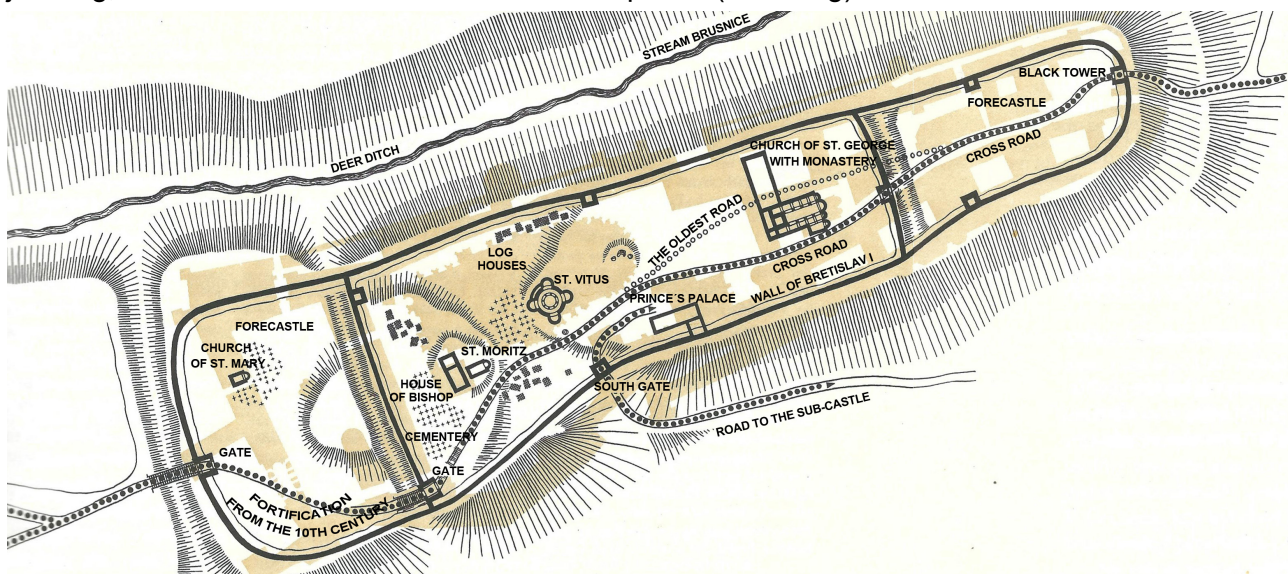 STREAM BRUSNICE
DEER DITCH
BLACK TOWER
FORECASTLE
CROSS ROAD
CHURCH OF ST. GEORGE
WITH MONASTERY
THE OLDEST ROAD
CROSS ROAD
WALL OF BRETISLAV I
LOG
HOUSES
ST. VITUS
PRINCE´S PALACE
FORECASTLE
CHURCH
OF ST. MARY
ST. MORITZ
HOUSE
OF BISHOP
SOUTH GATE
ROAD TO THE SUB-CASTLE
CEMENTERY
GATE
GATE
FORTIFICATION
FROM THE 10TH CENTURY